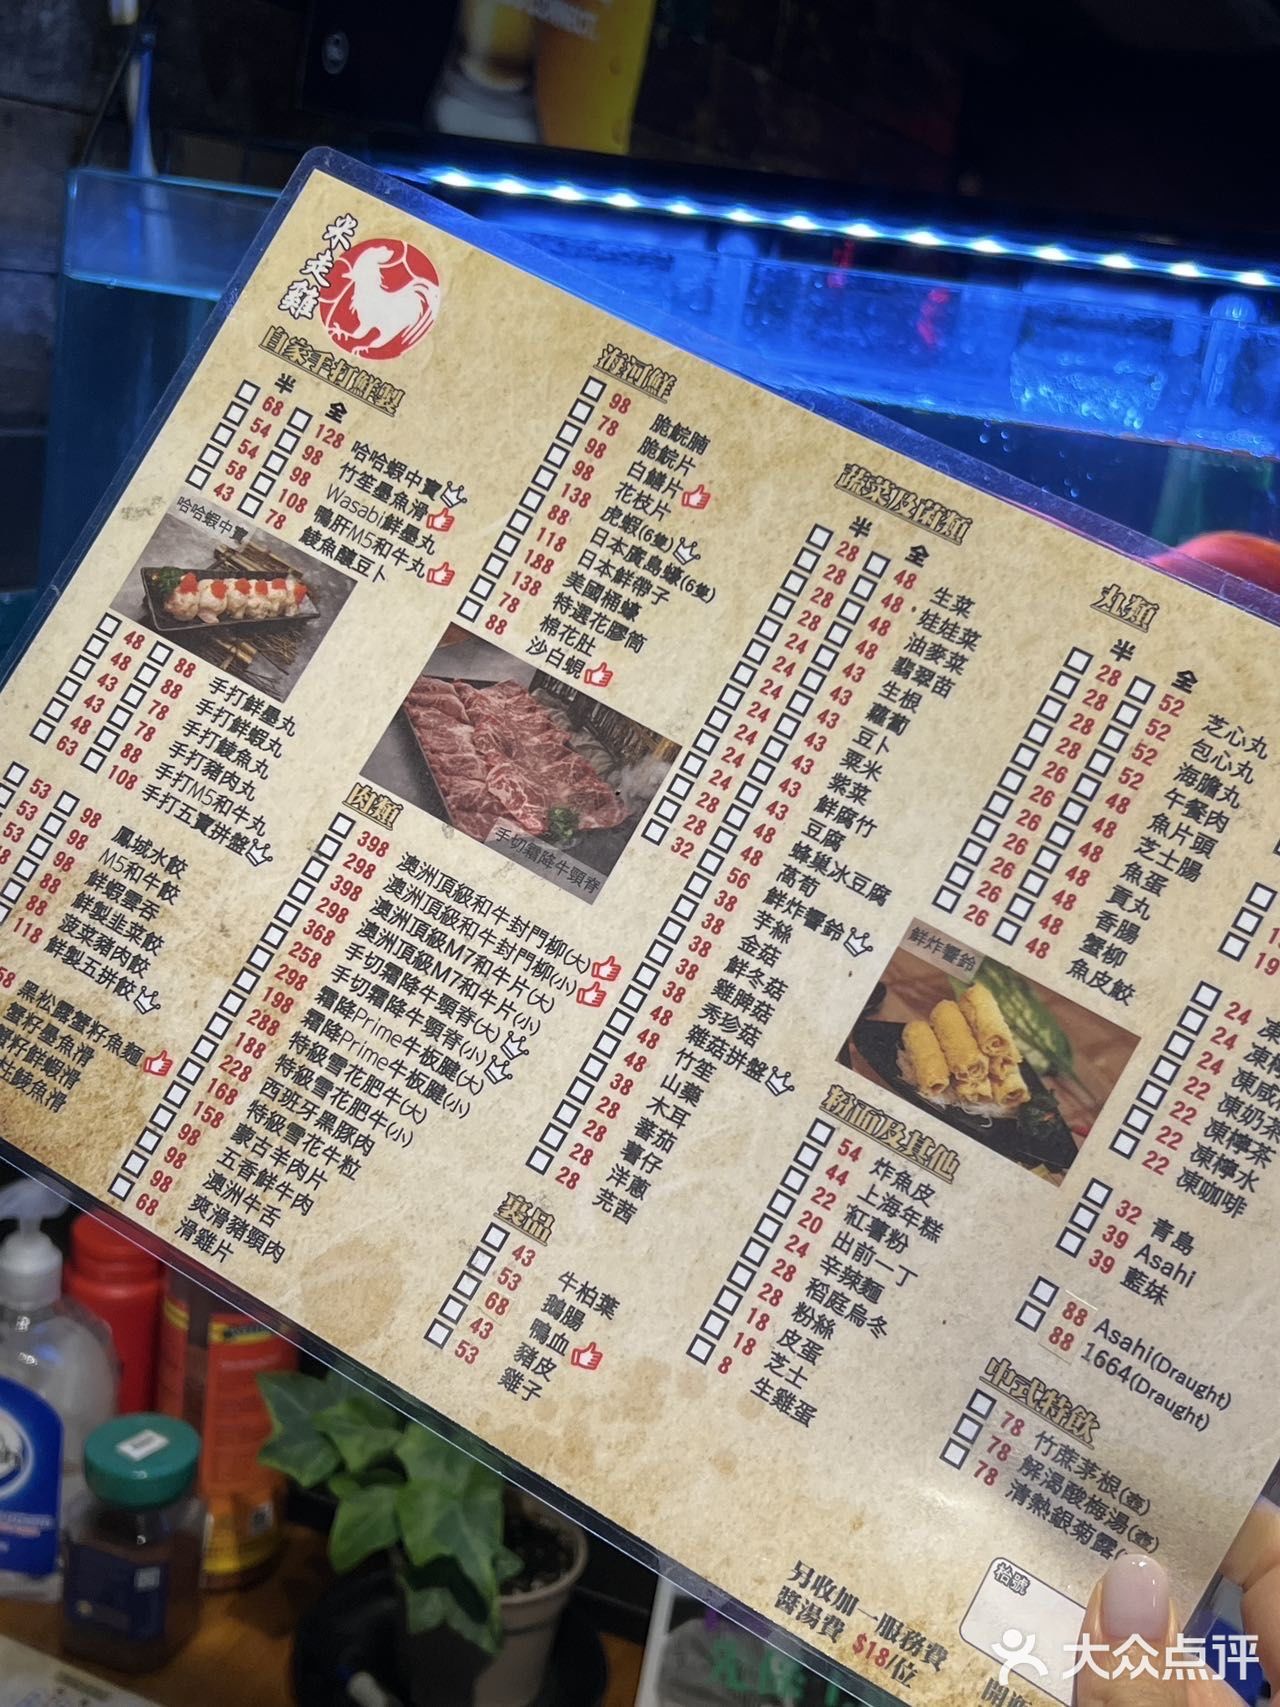 CONNECT.
米走雞
自家手打鮮製
半 全
68 128 哈哈蝦中寶
54 98 竹笙墨魚滑
54 98 Wasabi鮮墨丸
58 108 鴨肝M5和牛丸
43 78 鯪魚釀豆卜
哈哈蝦中寶
48 88 手打鮮墨丸
48 88 手打鮮蝦丸
43 78 手打鯪魚丸
43 78 手打豬肉丸
48 88 手打M5和牛丸
63 108 手打五寶拼盤
53 98 鳳城水餃
53 98 M5和牛餃
53 98 鮮蝦雲吞
48 88 鮮製韭菜餃
88 菠菜豬肉餃
118 鮮製五拼餃
58 黑松露蟹籽魚麵
蟹籽墨魚滑
蟹籽鮮蝦滑
鯪魚滑
海河鮮
98 脆鯇腩
78 脆鯇片
98 白鱔片
98 花枝片
138 虎蝦(6隻)
88 日本廣島蠔(6隻)
118 日本鮮帶子
188 美國桶蠔
138 特選花膠筒
78 棉花肚
88 沙白蜆
手切霜降牛頸脊
肉類
398 澳洲頂級和牛封門柳(大)
298 澳洲頂級和牛封門柳(小)
398 澳洲頂級M7和牛片(大)
298 澳洲頂級M7和牛片(小)
368 手切霜降牛頸脊(大)
258 手切霜降牛頸脊(小)
298 霜降Prime牛板腱(大)
198 霜降Prime牛板腱(小)
288 特級雪花肥牛(大)
188 特級雪花肥牛(小)
228 西班牙黑豚肉
168 特級雪花牛粒
158 蒙古羊肉片
98 五香鮮牛肉
98 澳洲牛舌
98 爽滑豬頸肉
68 滑雞片
蔬菜及菌類
半 全
28 48 生菜
28 48 娃娃菜
28 48 油麥菜
28 48 翡翠苗
24 43 生根
24 43 蘿蔔
24 43 豆卜
24 43 粟米
24 43 紫菜
24 43 鮮腐竹
24 43 豆腐
28 48 蜂巢冰豆腐
28 48 萵筍
32 56 鮮炸響鈴
38 芋絲
38 金菇
38 鮮冬菇
38 雞脾菇
38 秀珍菇
48 雜菇拼盤
48 竹笙
48 山藥
38 木耳
28 蕃茄
28 薯仔
28 洋蔥
28 芫茜
裏品
43 牛柏葉
53 鵝腸
68 鴨血
43 豬皮
53 雞子
丸類
半 全
28 52 芝心丸
28 52 包心丸
28 52 海膽丸
28 52 午餐肉
26 48 魚片頭
26 48 芝士腸
26 48 魚蛋
26 48 貢丸
26 48 香腸
26 48 蟹柳
26 48 魚皮餃
鮮炸響鈴
粉面及其他
54 炸魚皮
44 上海年糕
22 紅薯粉
20 出前一丁
24 辛辣麵
28 稻庭烏冬
28 粉絲
18 皮蛋
18 芝士
8 生雞蛋
24 凍
24 凍檸
24 凍咸檸
22 凍奶茶
22 凍檸茶
22 凍檸水
22 凍咖啡
32 青島
39 Asahi
39 藍妹
88 Asahi(Draught)
88 1664(Draught)
中式特飲
78 竹蔗茅根(壺)
78 解渴酸梅湯(壺)
78 清熱銀菊露
枱號
另收加一服務費
醬湯費 $18/位
大众点评